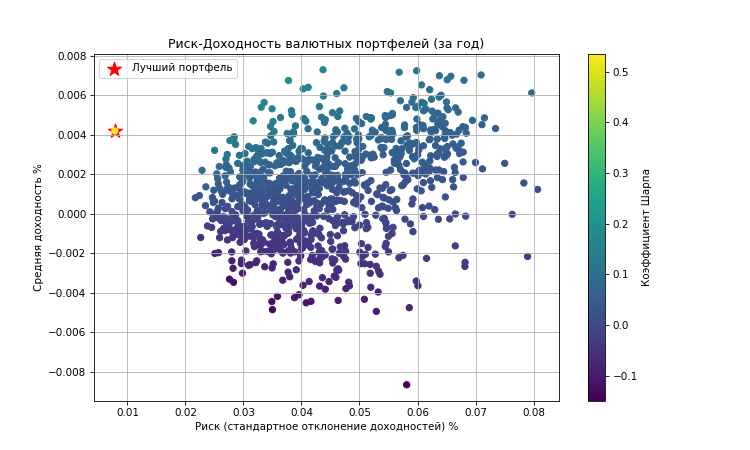 Риск-Доходность валютных портфелей (за год)
Лучший портфель
0.008
0.006
0.004
0.002
0.000
−0.002
−0.004
−0.006
−0.008
Средняя доходность %
0.01 0.02 0.03 0.04 0.05 0.06 0.07 0.08
Риск (стандартное отклонение доходностей) %
0.5
0.4
0.3
0.2
0.1
0.0
−0.1
Коэффициент Шарпа